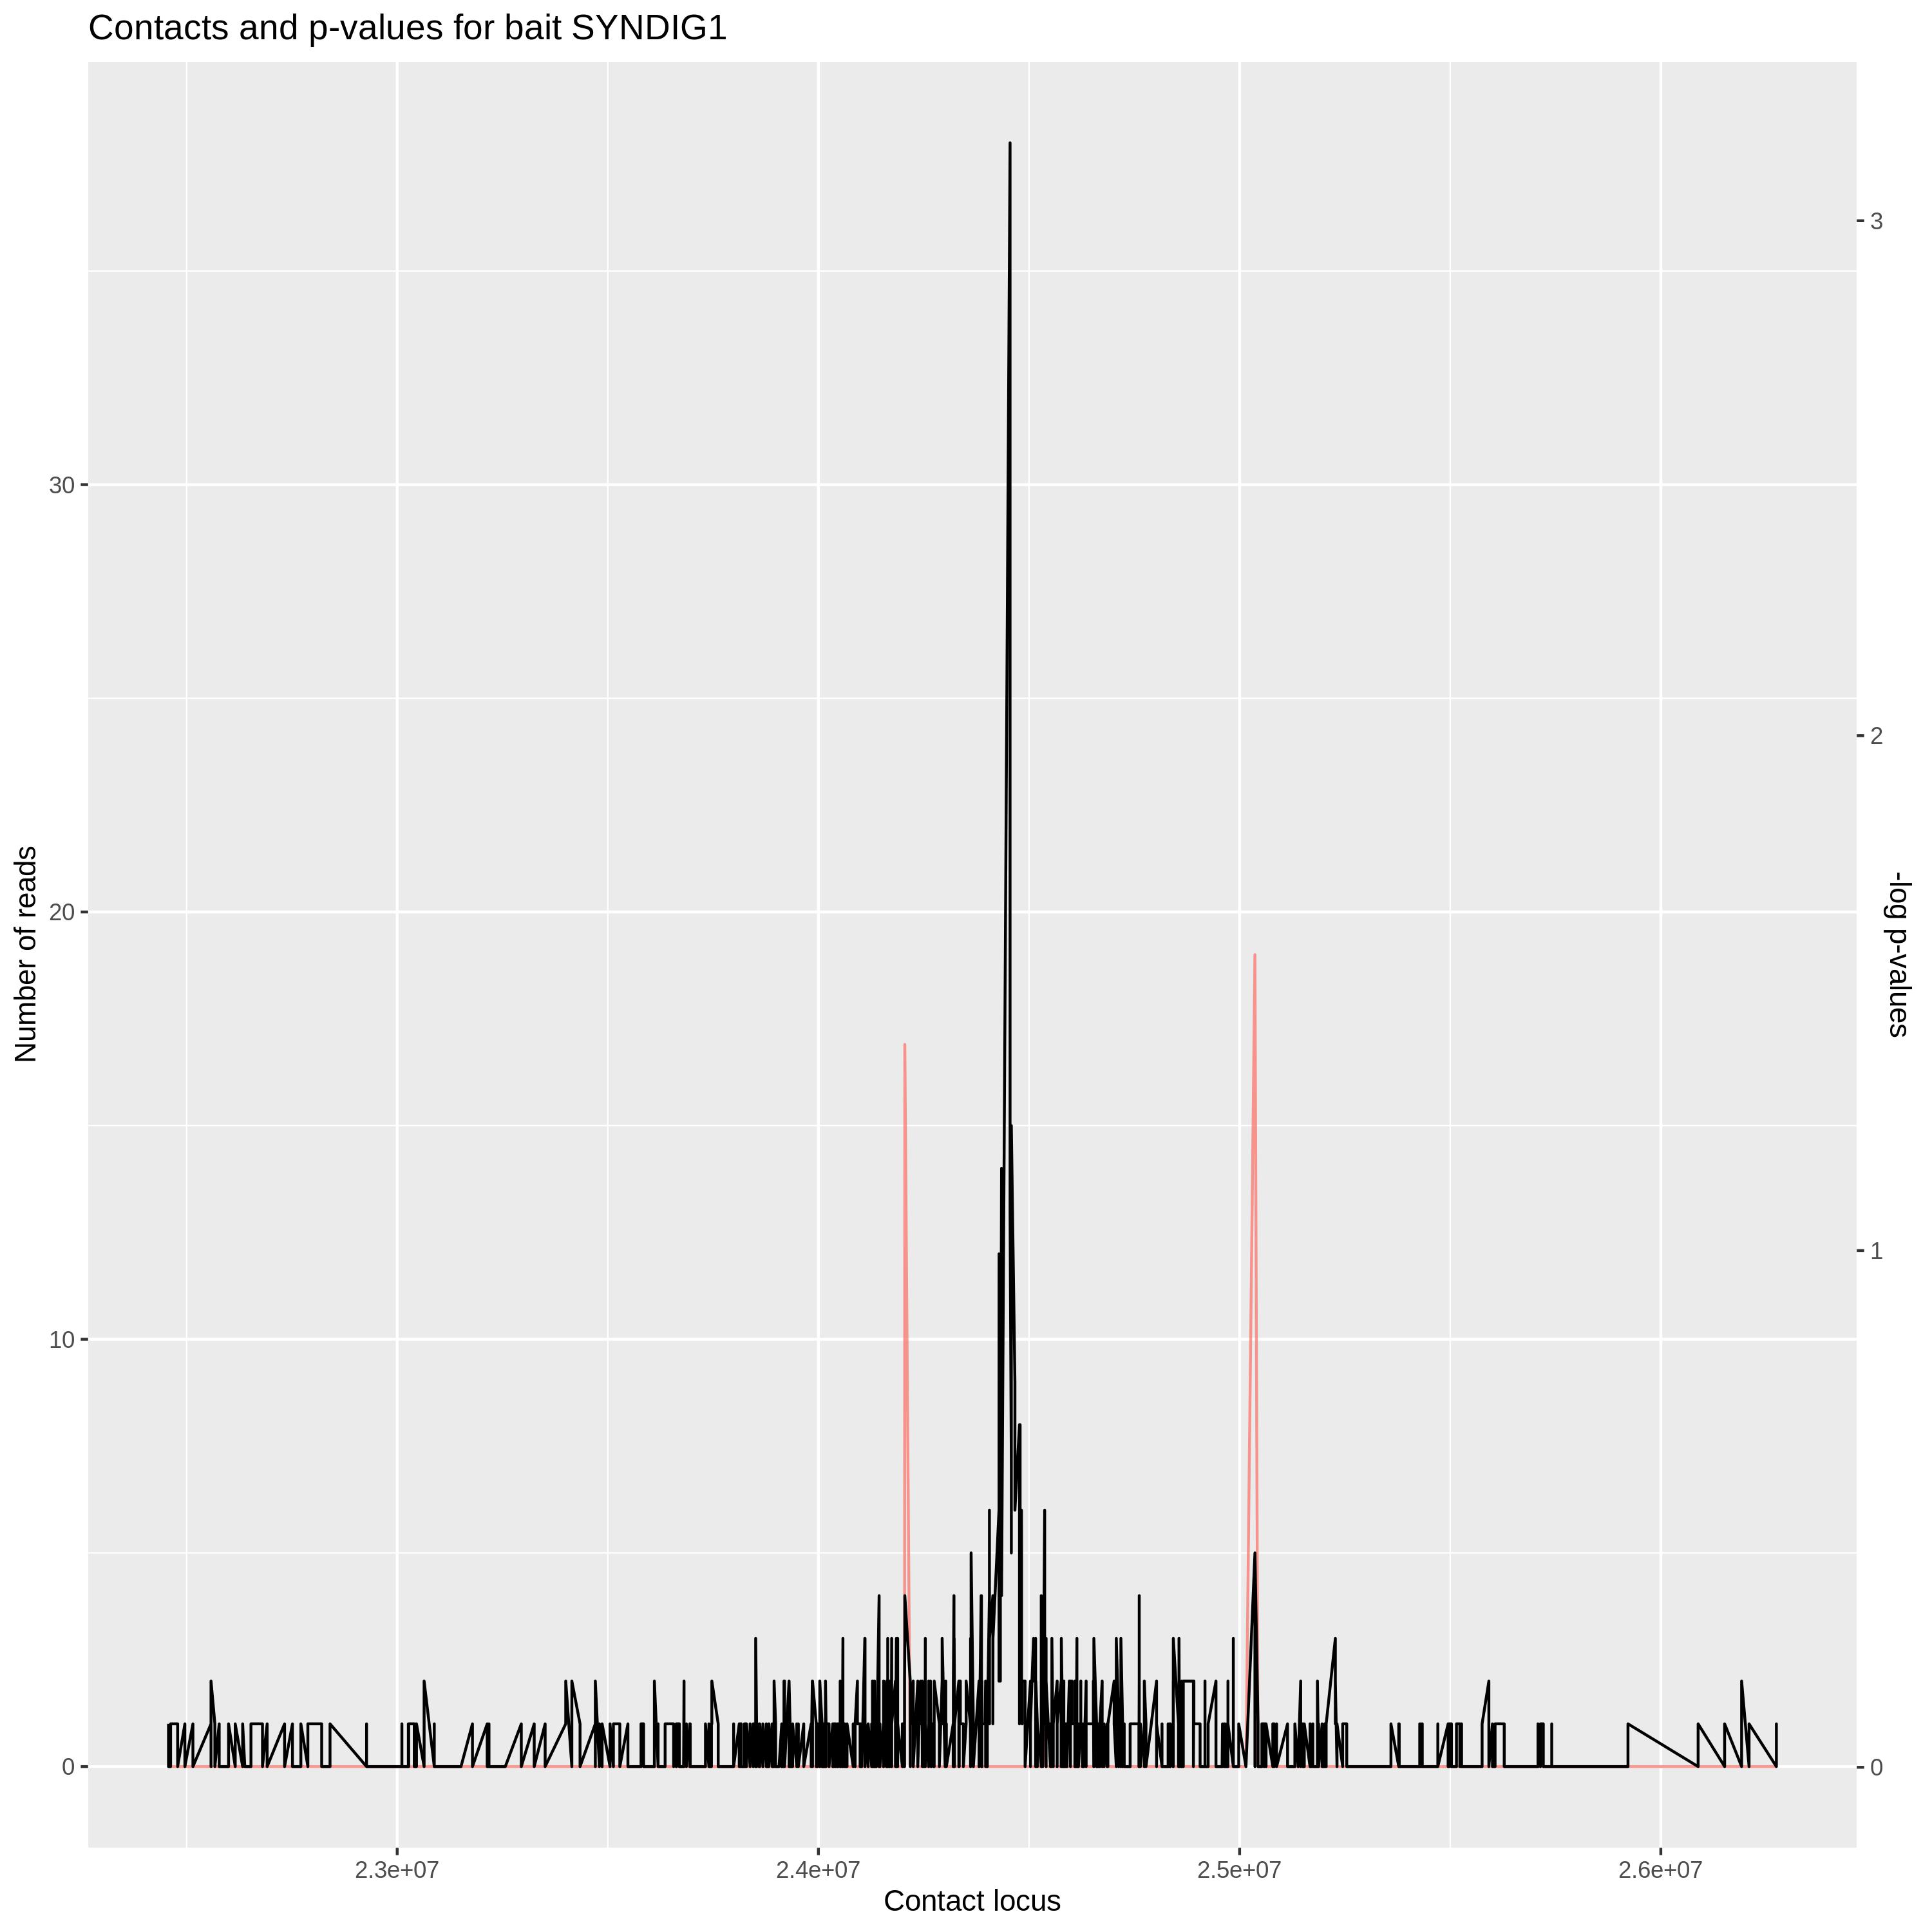 Contacts and p-values for bait SYNDIG1
Number of reads
30
20
10
0
3
2
1
0
-log p-values
2.3e+07 2.4e+07 2.5e+07 2.6e+07
Contact locus